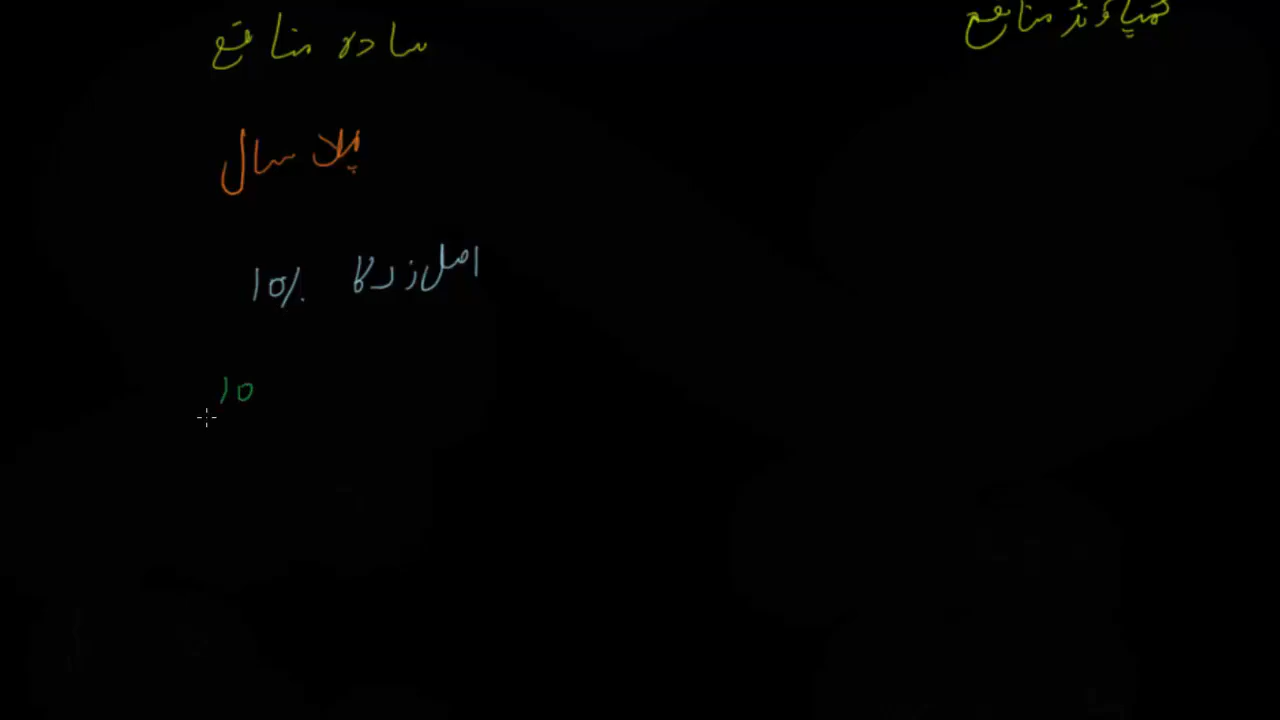 کمپاؤنڈ منافع
سادہ منافع
پہلا سال
اصل زر کا 10%
10